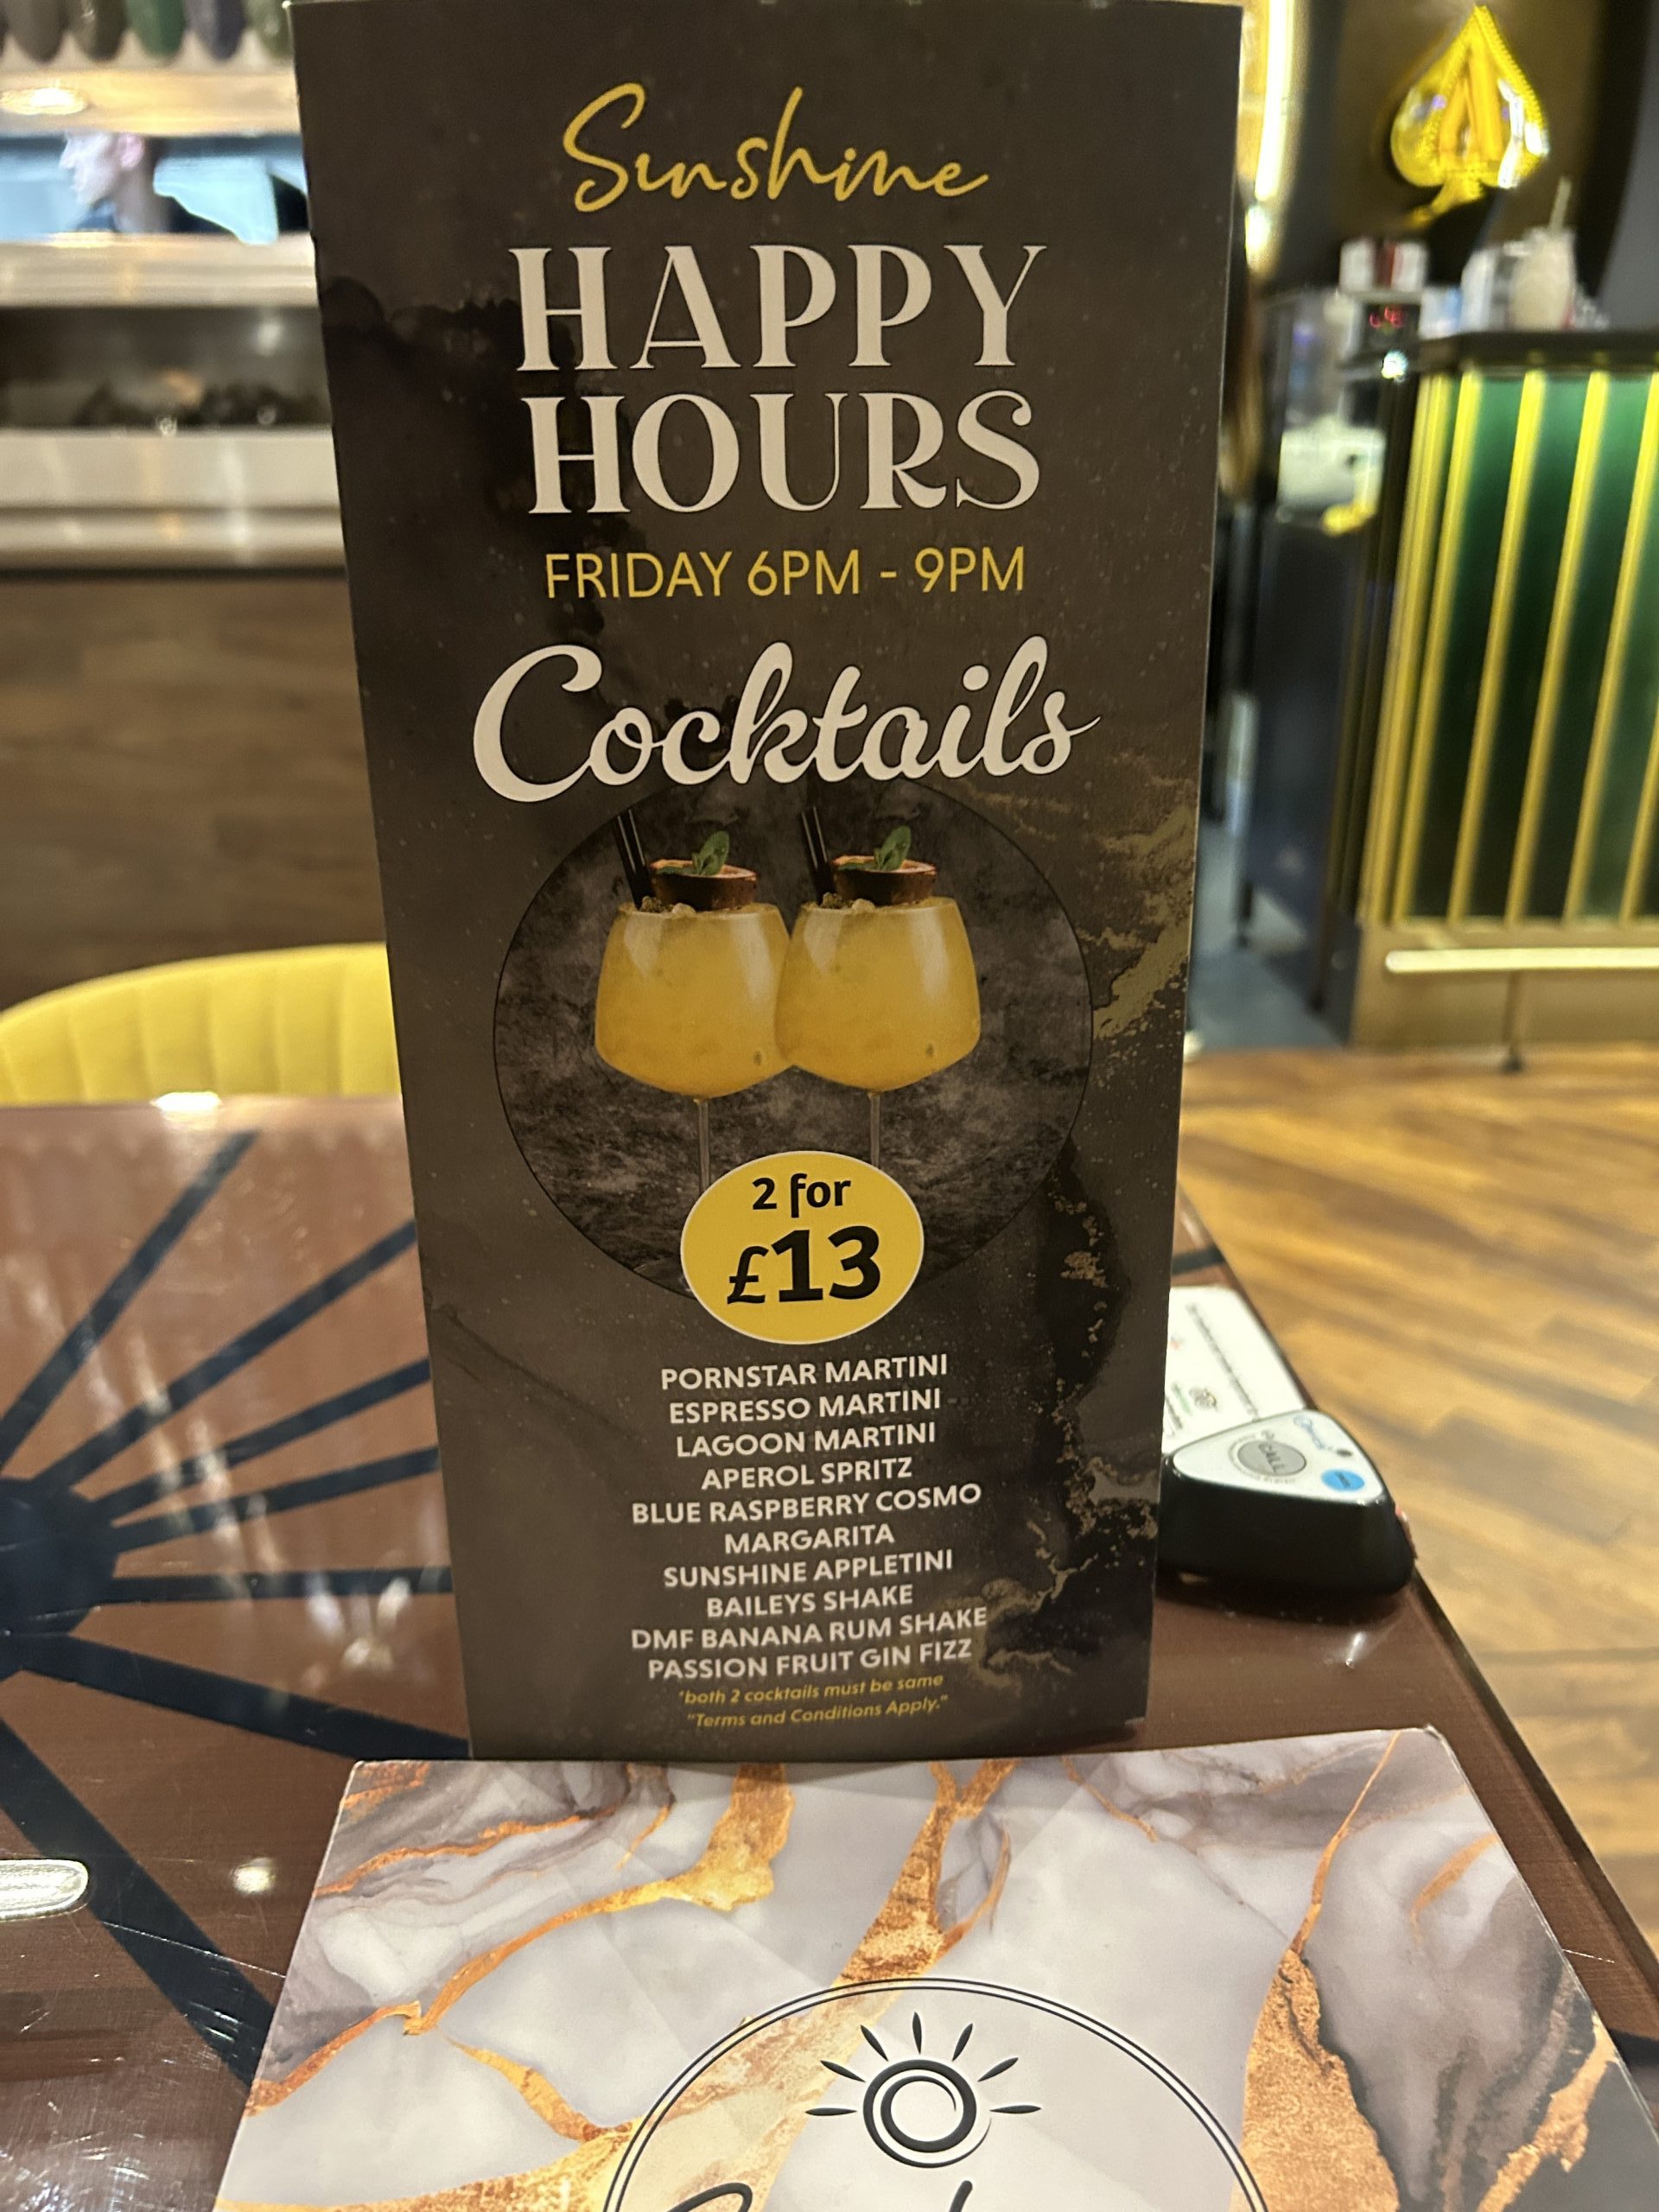 Sunshine
HAPPY
HOURS
FRIDAY 6PM - 9PM
Cocktails
2 for
£13
PORNSTAR MARTINI
ESPRESSO MARTINI
LAGOON MARTINI
APEROL SPRITZ
BLUE RASPBERRY COSMO
MARGARITA
SUNSHINE APPLETINI
BAILEYS SHAKE
DMF BANANA RUM SHAKE
PASSION FRUIT GIN FIZZ
*both 2 cocktails must be same
"Terms and Conditions Apply."
CALL